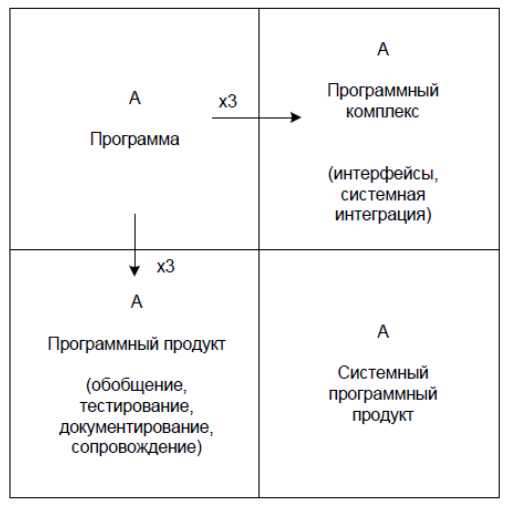 А
Программа
x3
А
Программный
комплекс
(интерфейсы,
системная
интеграция)
x3
А
Программный продукт
(обобщение,
тестирование,
документирование,
сопровождение)
А
Системный
программный
продукт